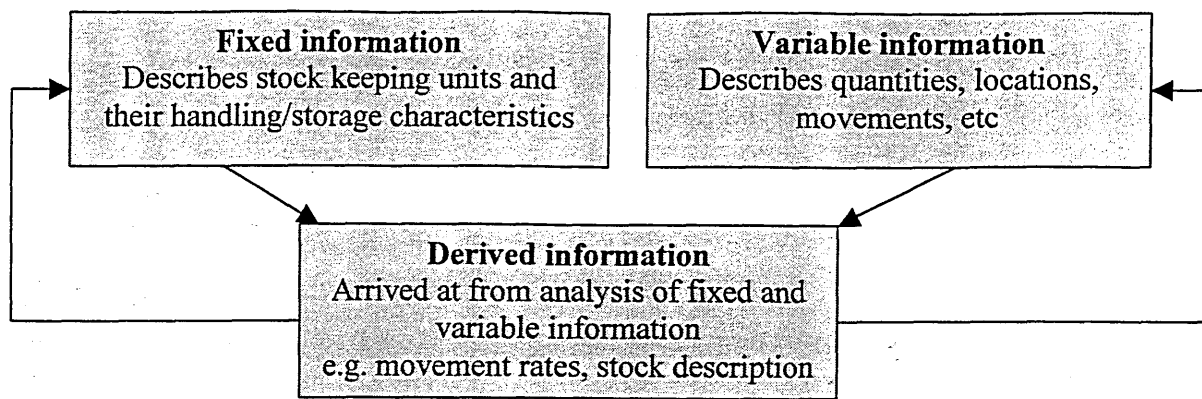 Fixed information
Describes stock keeping units and
their handling/storage characteristics
Variable information
Describes quantities, locations,
movements, etc
Derived information
Arrived at from analysis of fixed and
variable information
e.g. movement rates, stock description